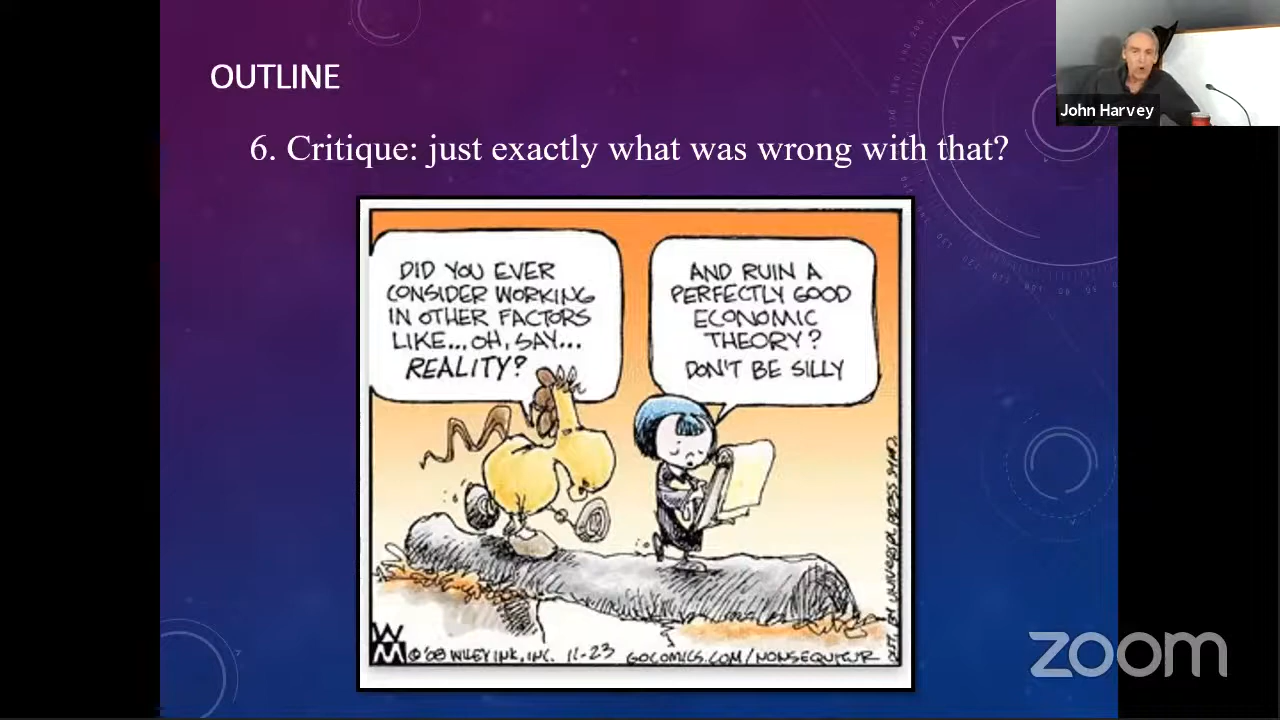 OUTLINE
6. Critique: just exactly what was wrong with that?
John Harvey
DID YOU EVER
CONSIDER WORKING
IN OTHER FACTORS
LIKE... OH, SAY...
REALITY?
AND RUIN A
PERFECTLY GOOD
ECONOMIC
THEORY?
DON'T BE SILLY
WM
©'08 WILEY INK, INC. 11-23 GOCOMICS.COM/NONSEQUITUR
zoom